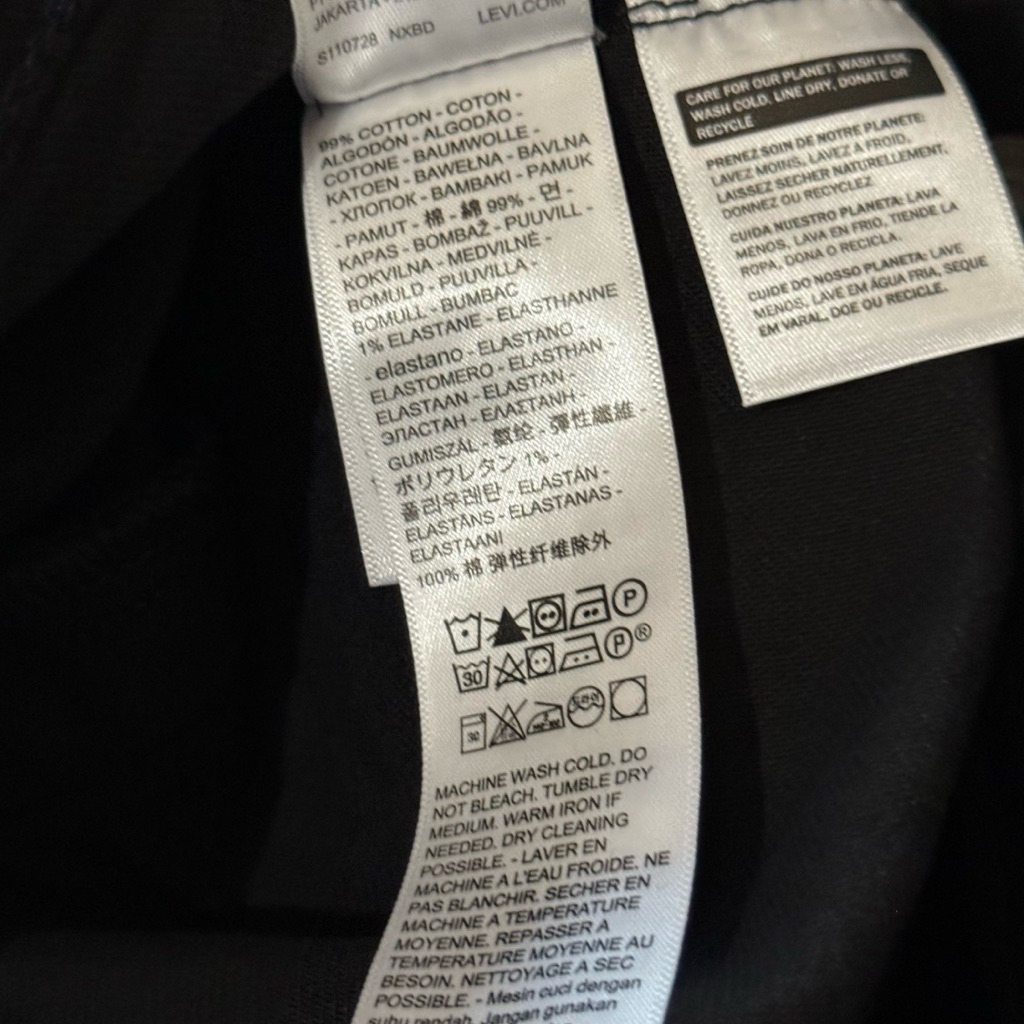 JAKARTA
LEVI.COM
S110728 NXBD
99% COTTON - COTON -
ALGODÓN - ALGODÃO -
COTONE - BAUMWOLLE -
KATOEN - BAWEŁNA - BAVLNA
- ХЛОПОК - BAMBAKI - PAMUK
- PAMUT - 棉 - 綿 99% - 면 -
KAPAS - BOMBAŽ - PUUVILL -
KOKVILNA - MEDVILNĖ -
BOMULD - PUUVILLA -
BOMULL - BUMBAC
1% ELASTANE - ELASTHANNE
- elastano - ELASTANO -
ELASTOMERO - ELASTHAN -
ELASTAAN - ELASTAN -
ЭЛАСТАН - ΕΛΑΣΤΑΝΗ -
GUMISZÁL - 氨纶 - 彈性纖維 -
ポリウレタン 1% -
폴리우레탄 - ELASTÁN -
ELASTĀNS - ELASTANAS -
ELASTAANI
100% 棉 弹性纤维除外
P
30 P®
30
MACHINE WASH COLD. DO
NOT BLEACH. TUMBLE DRY
MEDIUM. WARM IRON IF
NEEDED. DRY CLEANING
POSSIBLE. - LAVER EN
MACHINE A L'EAU FROIDE. NE
PAS BLANCHIR. SECHER EN
MACHINE A TEMPERATURE
MOYENNE. REPASSER À
TEMPERATURE MOYENNE AU
BESOIN. NETTOYAGE A SEC
POSSIBLE. - Mesin cuci dengan
suhu rendah. Jangan gunakan
CARE FOR OUR PLANET: WASH LESS,
WASH COLD, LINE DRY, DONATE OR
RECYCLE
PRENEZ SOIN DE NOTRE PLANETE:
LAVEZ MOINS, LAVEZ A FROID,
LAISSEZ SECHER NATURELLEMENT,
DONNEZ OU RECYCLEZ
CUIDA NUESTRO PLANETA: LAVA
MENOS, LAVA EN FRIO, TIENDE LA
ROPA, DONA O RECICLA.
CUIDE DO NOSSO PLANETA: LAVE
MENOS, LAVE EM ÁGUA FRIA, SEQUE
EM VARAL, DOE OU RECICLE.